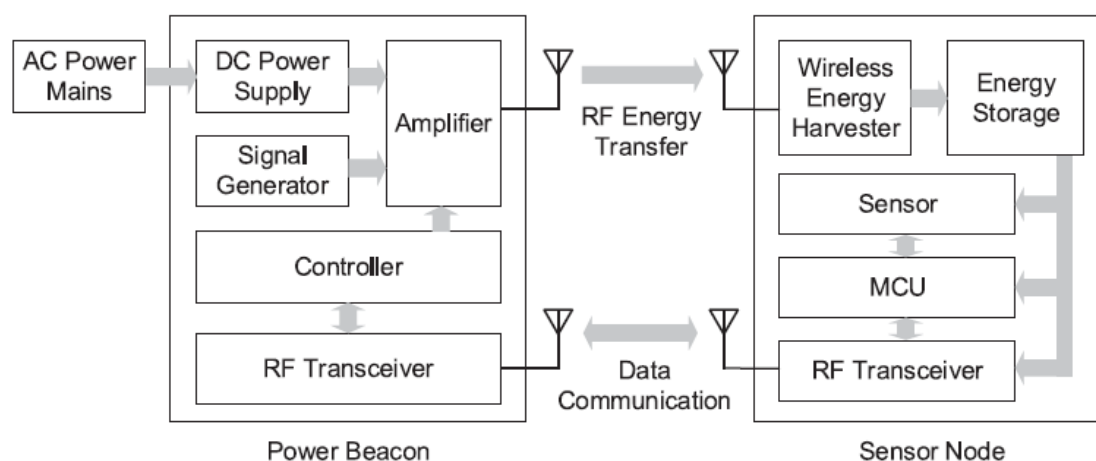 AC Power
Mains
DC Power
Supply
Signal
Generator
Amplifier
Controller
RF Transceiver
Power Beacon
RF Energy
Transfer
Data
Communication
Wireless
Energy
Harvester
Energy
Storage
Sensor
MCU
RF Transceiver
Sensor Node